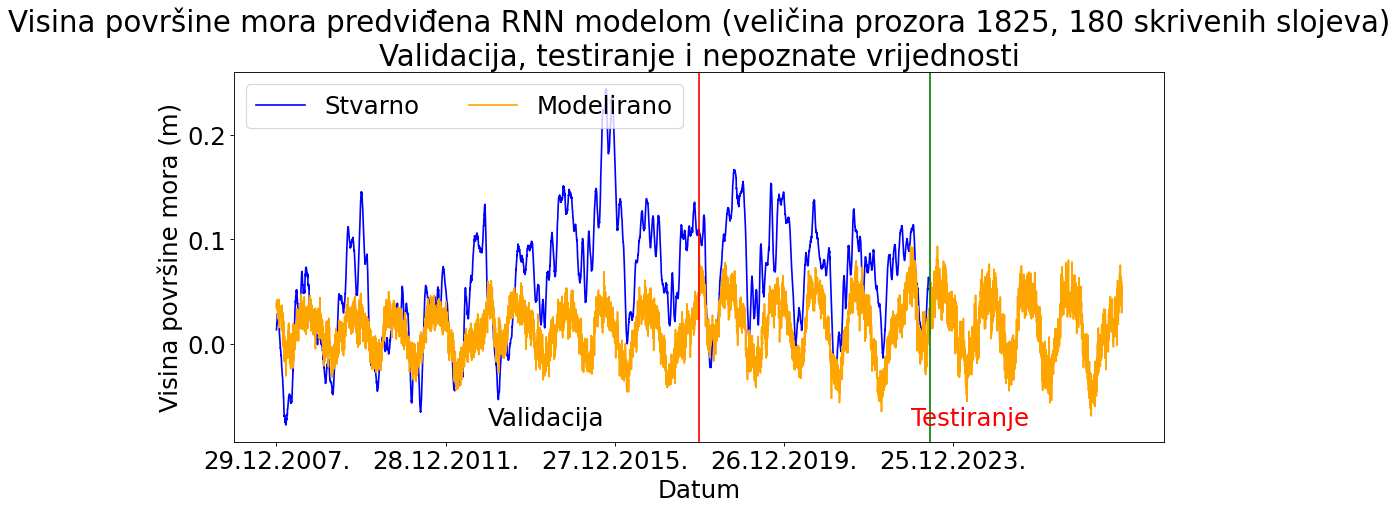 Visina površine mora predviđena RNN modelom (veličina prozora 1825, 180 skrivenih slojeva)
Validacija, testiranje i nepoznate vrijednosti
Stvarno Modelirano
Visina površine mora (m)
0.2
0.1
0.0
Validacija Testiranje
29.12.2007. 28.12.2011. 27.12.2015. 26.12.2019. 25.12.2023.
Datum